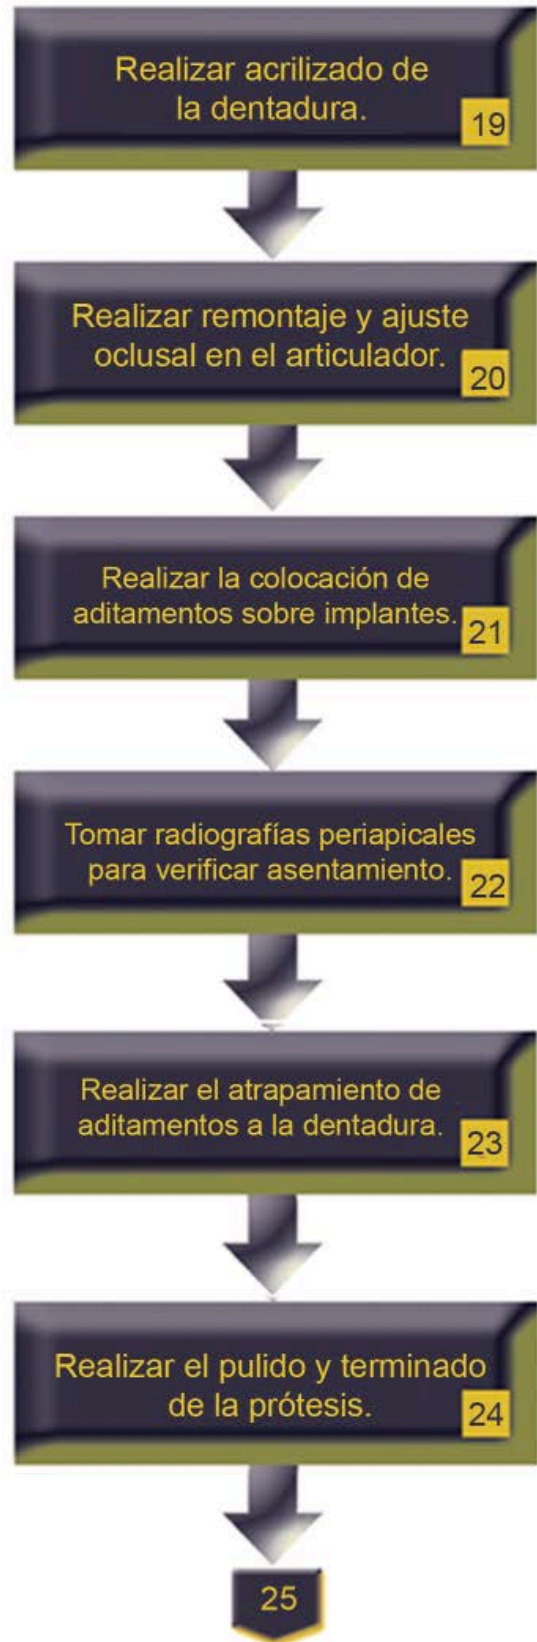 Realizar acrilizado de
la dentadura.
19
Realizar remontaje y ajuste
oclusal en el articulador.
20
Realizar la colocación de
aditamentos sobre implantes.
21
Tomar radiografías periapicales
para verificar asentamiento.
22
Realizar el atrapamiento de
aditamentos a la dentadura.
23
Realizar el pulido y terminado
de la prótesis.
24
25